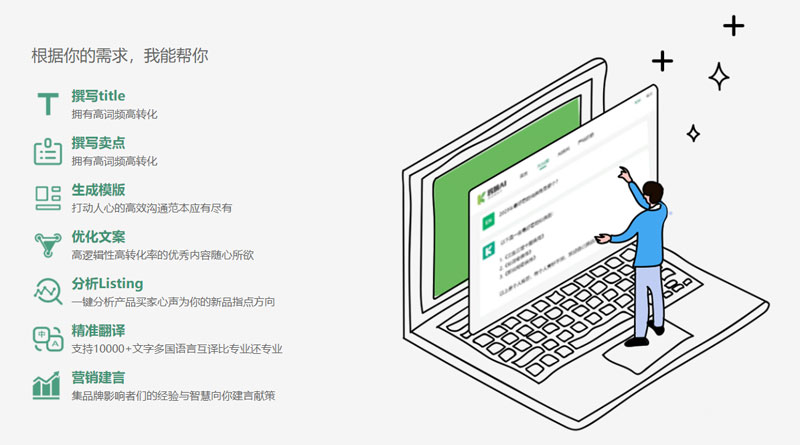 根据你的需求，我能帮你
撰写title
拥有高词频高转化
撰写卖点
拥有高词频高转化
生成模版
打动人心的高效沟通范本应有尽有
优化文案
高逻辑性高转化率的优秀内容随心所欲
分析Listing
一键分析产品买家心声为你的新品指点方向
精准翻译
支持10000+文字多国语言互译比专业还专业
营销建言
集品牌影响者们的经验与智慧向你建言献策